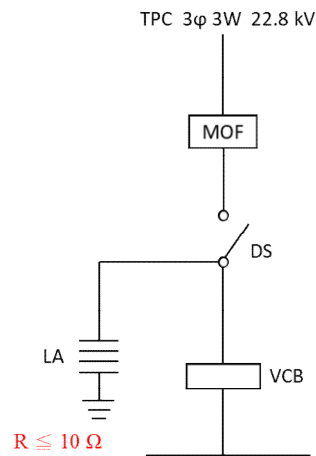 TPC 3φ 3W 22.8 kV
MOF
DS
LA
VCB
R ≦ 10 Ω